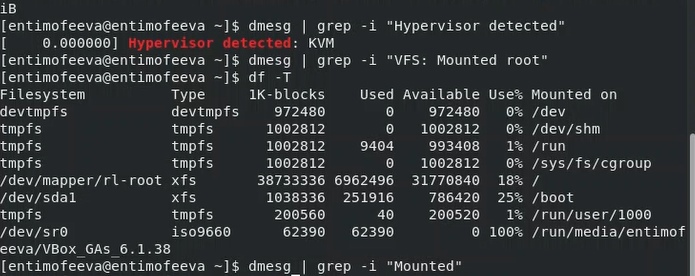 iB
[entimofeeva@entimofeeva ~]$ dmesg | grep -i "Hypervisor detected"
[    0.000000] Hypervisor detected: KVM
[entimofeeva@entimofeeva ~]$ dmesg | grep -i "VFS: Mounted root"
[entimofeeva@entimofeeva ~]$ df -T
Filesystem          Type     1K-blocks    Used Available Use% Mounted on
devtmpfs            devtmpfs    972480       0    972480   0% /dev
tmpfs               tmpfs      1002812       0   1002812   0% /dev/shm
tmpfs               tmpfs      1002812    9404    993408   1% /run
tmpfs               tmpfs      1002812       0   1002812   0% /sys/fs/cgroup
/dev/mapper/rl-root xfs       38733336 6962496  31770840  18% /
/dev/sda1           xfs        1038336  251916    786420  25% /boot
tmpfs               tmpfs       200560      40    200520   1% /run/user/1000
/dev/sr0            iso9660      62390   62390         0 100% /run/media/entimof
eeva/VBox_GAs_6.1.38
[entimofeeva@entimofeeva ~]$ dmesg | grep -i "Mounted"